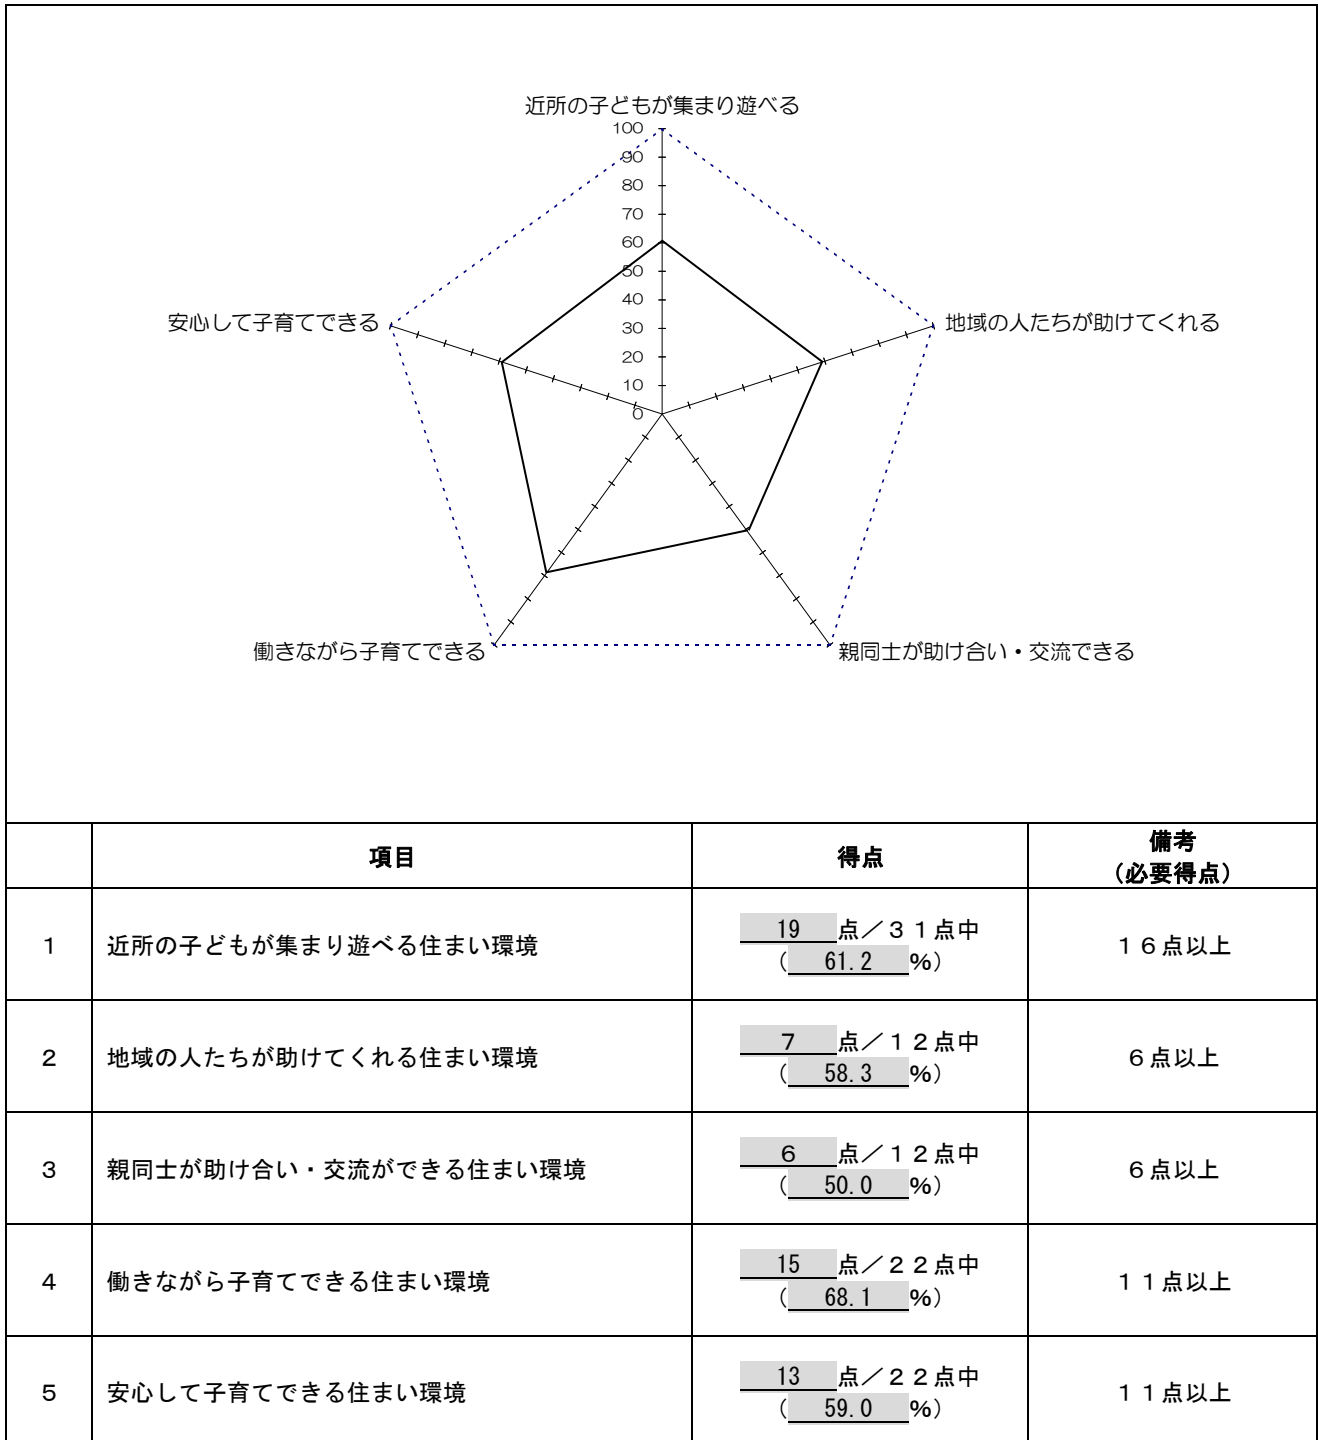 近所の子どもが集まり遊べる
100
90
80
70
60
50
40
30
20
10
0
安心して子育てできる
地域の人たちが助けてくれる
働きながら子育てできる
親同士が助け合い・交流できる
項目 得点 備考
（必要得点）
1 近所の子どもが集まり遊べる住まい環境 19 点／３１点中 １６点以上
（ 61.2 %）
2 地域の人たちが助けてくれる住まい環境 7 点／１２点中 ６点以上
（ 58.3 %）
3 親同士が助け合い・交流ができる住まい環境 6 点／１２点中 ６点以上
（ 50.0 %）
4 働きながら子育てできる住まい環境 15 点／２２点中 １１点以上
（ 68.1 %）
5 安心して子育てできる住まい環境 13 点／２２点中 １１点以上
（ 59.0 %）